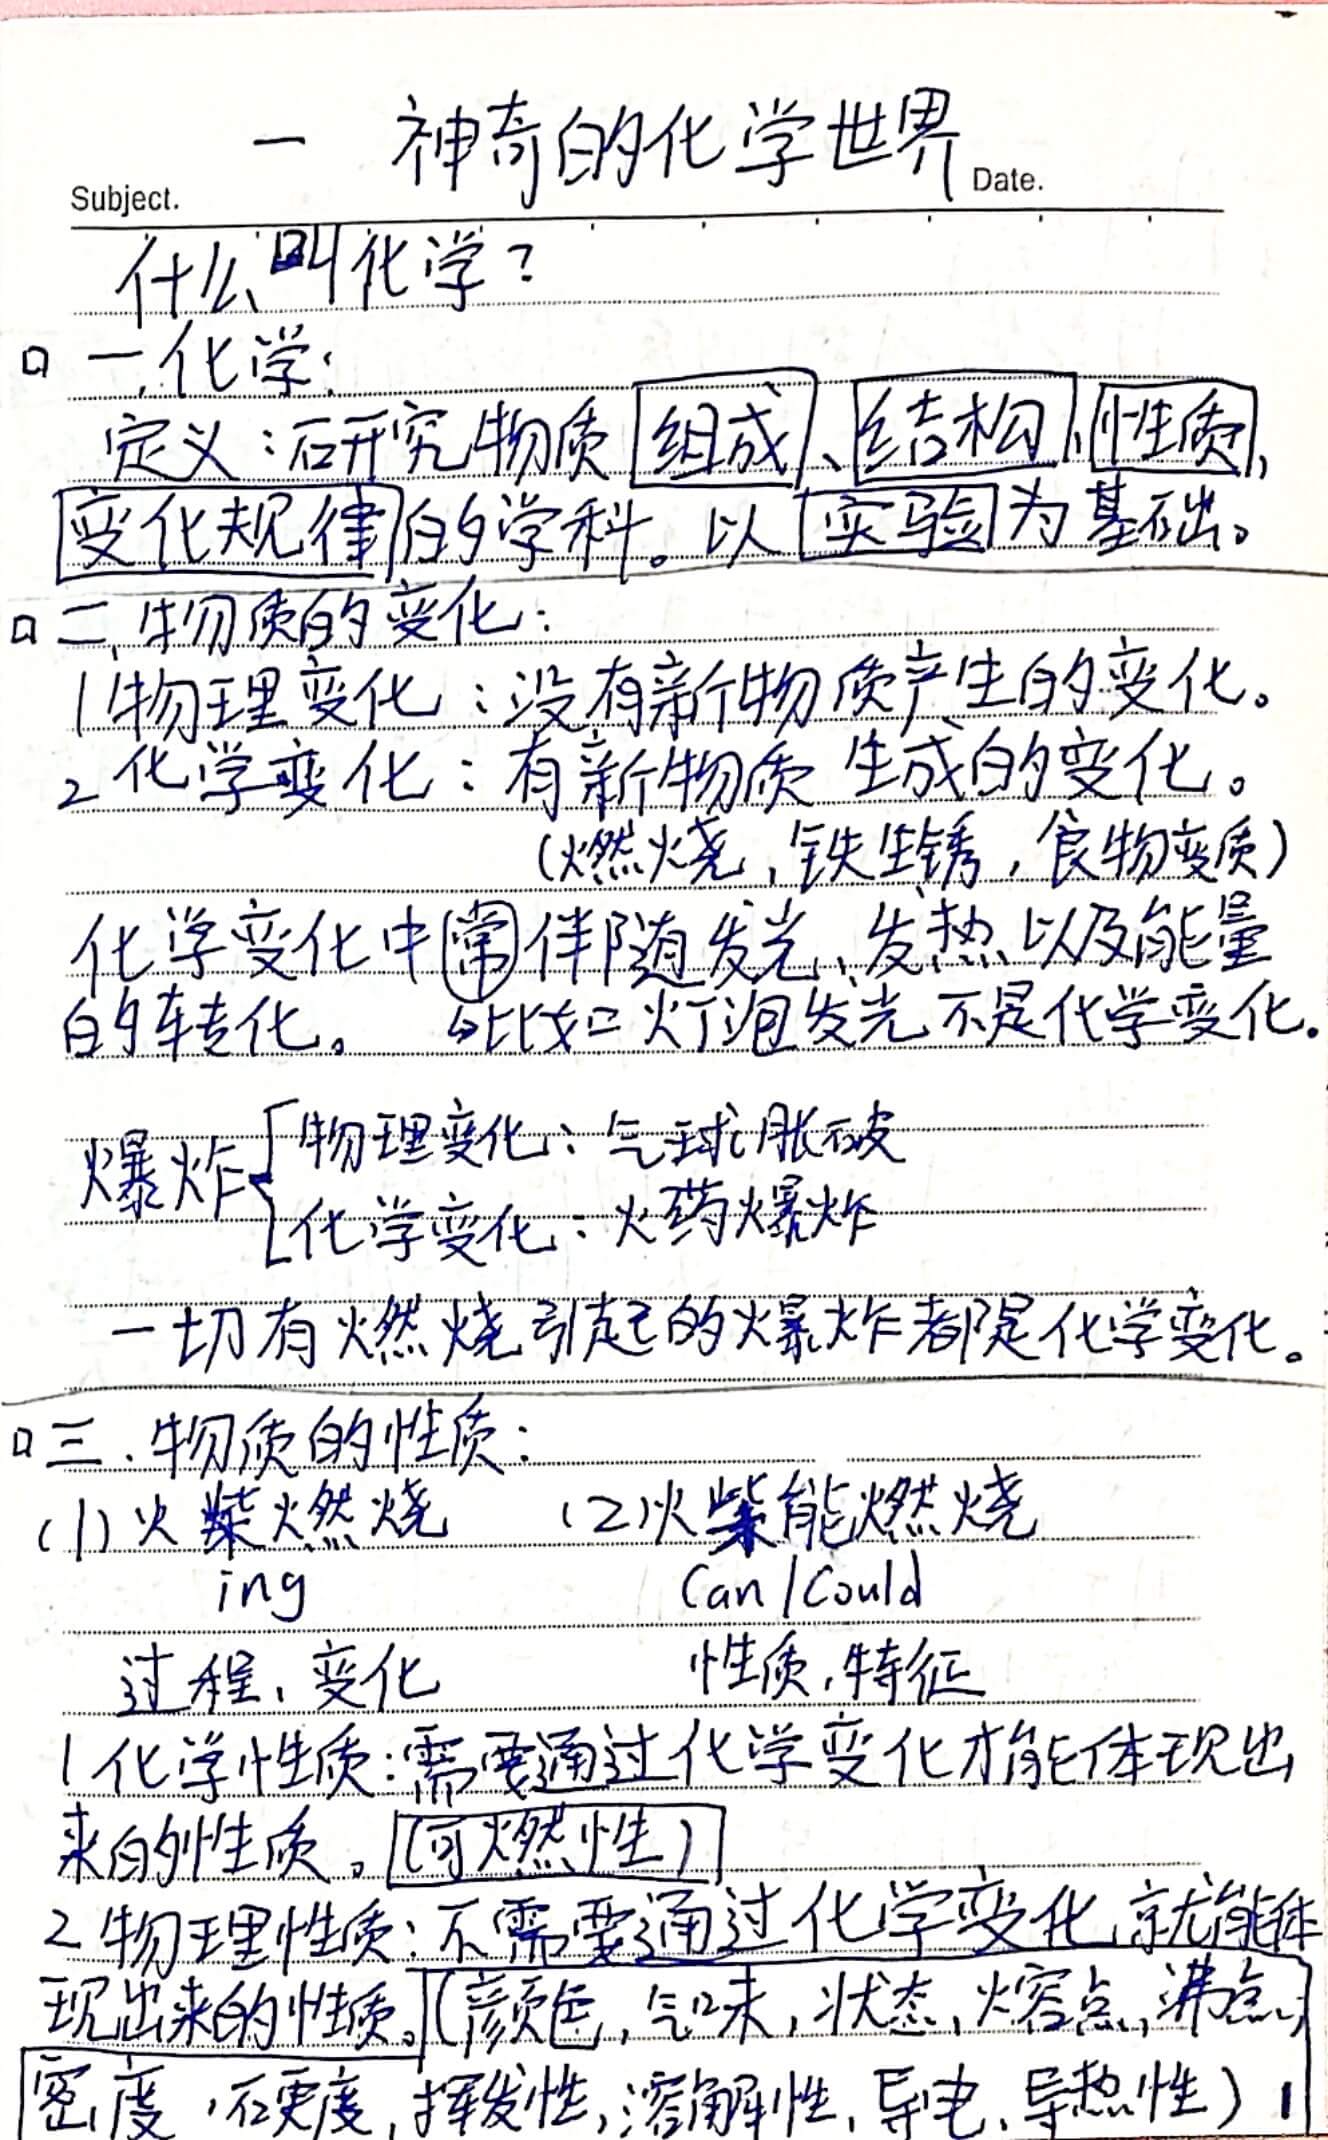 一 神奇的化学世界
Subject. Date.
什么叫化学?
一,化学:
定义:研究物质组成、结构、性质、
变化规律的学科。以实验为基础。
二.物质的变化:
1物理变化:没有新物质产生的变化。
2化学变化:有新物质生成的变化。
(燃烧,铁生锈,食物变质)
化学变化中常伴随发光、发热以及能量
的转化。 比如灯泡发光不是化学变化.
爆炸 物理变化:气球胀破
化学变化:火药爆炸
一切有燃烧引起的爆炸都是化学变化。
三.物质的性质:
(1)火柴燃烧 (2)火柴能燃烧
ing Can/Could
过程、变化 性质,特征
1化学性质:需要通过化学变化才能体现出
来的性质。(可燃性)
2物理性质:不需要通过化学变化就能体
现出来的性质。(颜色,气味,状态,熔点,沸点,
密度,硬度,挥发性,溶解性、导电、导热性)